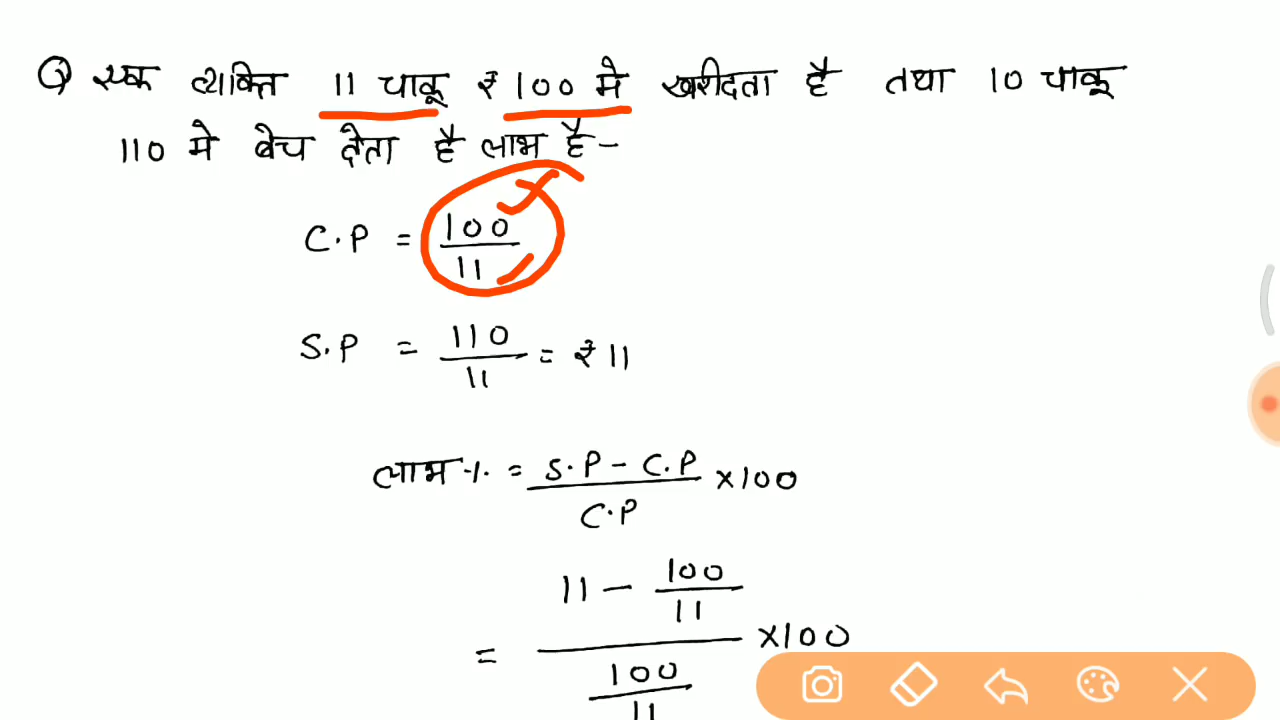 Q एक व्यक्ति 11 चाकू ₹ 100 मे खरीदता है तथा 10 चाकू
110 मे बेच देता है लाभ है -
C.P = 100/11
S.P = 110/11 = ₹ 11
लाभ % = S.P - C.P / C.P ×100
= 11 - 100/11 / 100/11 ×100